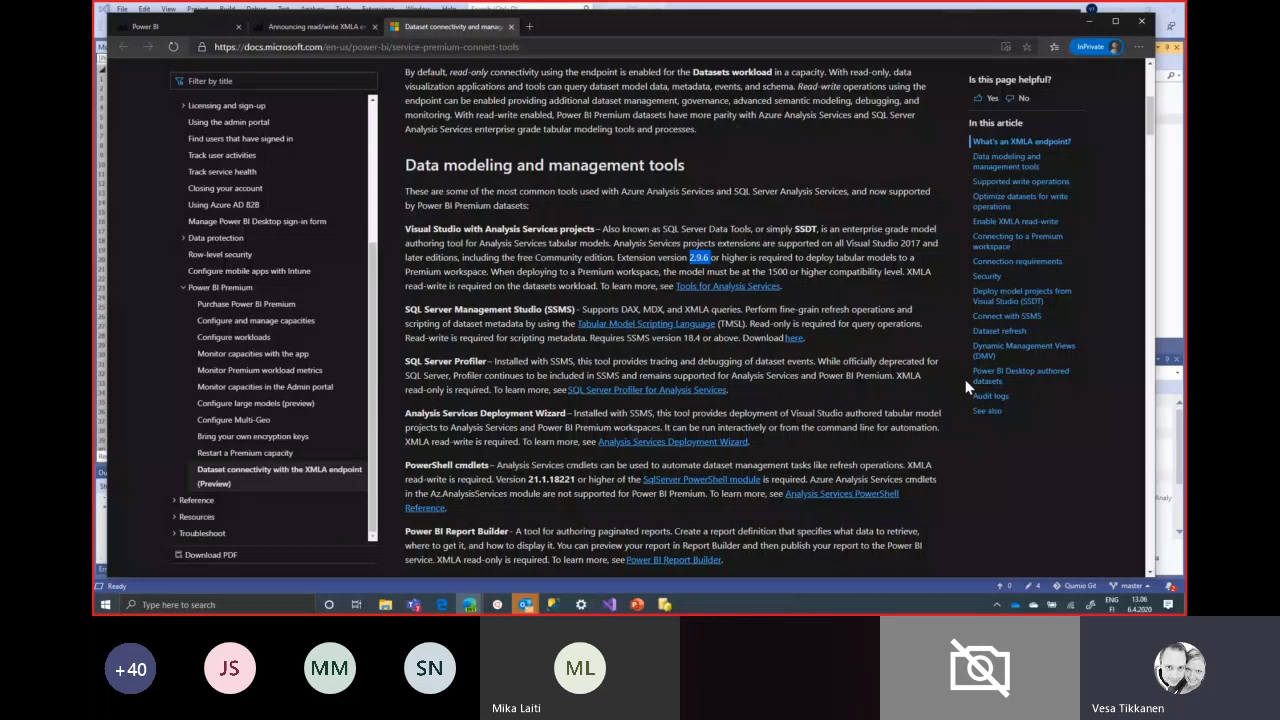 File Edit View
Power BI
Announcing read/write XMLA e
Dataset connectivity and mana
https://docs.microsoft.com/en-us/power-bi/service-premium-connect-tools
InPrivate
Filter by title
Licensing and sign-up
Using the admin portal
Find users that have signed in
Track user activities
Track service health
Closing your account
Using Azure AD B2B
Manage Power BI Desktop sign-in form
Data protection
Row-level security
Configure mobile apps with Intune
Power BI Premium
Purchase Power BI Premium
Configure and manage capacities
Configure workloads
Monitor capacities with the app
Monitor Premium workload metrics
Monitor capacities in the Admin portal
Configure large models (preview)
Configure Multi-Geo
Bring your own encryption keys
Restart a Premium capacity
Dataset connectivity with the XMLA endpoint
(Preview)
Reference
Resources
Troubleshoot
Download PDF
By default, read-only connectivity using the endpoint is enabled for the Datasets workload in a capacity. With read-only, data
visualization applications and tools can query dataset model data, metadata, events, and schema. Read-write operations using the
endpoint can be enabled providing additional dataset management, governance, advanced semantic modeling, debugging, and
monitoring. With read-write enabled, Power BI Premium datasets have more parity with Azure Analysis Services and SQL Server
Analysis Services enterprise grade tabular modeling tools and processes.
Data modeling and management tools
These are some of the most common tools used with Azure Analysis Services and SQL Server Analysis Services, and now supported
by Power BI Premium datasets:
Visual Studio with Analysis Services projects – Also known as SQL Server Data Tools, or simply SSDT, is an enterprise grade model
authoring tool for Analysis Services tabular models. Analysis Services projects extensions are supported on all Visual Studio 2017 and
later editions, including the free Community edition. Extension version 2.9.6 or higher is required to deploy tabular models to a
Premium workspace. When deploying to a Premium workspace, the model must be at the 1500 or higher compatibility level. XMLA
read-write is required on the datasets workload. To learn more, see Tools for Analysis Services.
SQL Server Management Studio (SSMS) - Supports DAX, MDX, and XMLA queries. Perform fine-grain refresh operations and
scripting of dataset metadata by using the Tabular Model Scripting Language (TMSL). Read-only is required for query operations.
Read-write is required for scripting metadata. Requires SSMS version 18.4 or above. Download here.
SQL Server Profiler – Installed with SSMS, this tool provides tracing and debugging of dataset events. While officially deprecated for
SQL Server, Profiler continues to be included in SSMS and remains supported for Analysis Services and Power BI Premium. XMLA
read-only is required. To learn more, see SQL Server Profiler for Analysis Services.
Analysis Services Deployment Wizard – Installed with SSMS, this tool provides deployment of Visual Studio authored tabular model
projects to Analysis Services and Power BI Premium workspaces. It can be run interactively or from the command line for automation.
XMLA read-write is required. To learn more, see Analysis Services Deployment Wizard.
PowerShell cmdlets – Analysis Services cmdlets can be used to automate dataset management tasks like refresh operations. XMLA
read-write is required. Version 21.1.18221 or higher of the SqlServer PowerShell module is required. Azure Analysis Services cmdlets
in the Az.AnalysisServices module are not supported for Power BI Premium. To learn more, see Analysis Services PowerShell
Reference.
Power BI Report Builder - A tool for authoring paginated reports. Create a report definition that specifies what data to retrieve,
where to get it, and how to display it. You can preview your report in Report Builder and then publish your report to the Power BI
service. XMLA read-only is required. To learn more, see Power BI Report Builder.
Is this page helpful?
Yes No
In this article
What's an XMLA endpoint?
Data modeling and
management tools
Supported write operations
Optimize datasets for write
operations
Enable XMLA read-write
Connecting to a Premium
workspace
Connection requirements
Security
Deploy model projects from
Visual Studio (SSDT)
Connect with SSMS
Dataset refresh
Dynamic Management Views
(DMV)
Power BI Desktop authored
datasets
Audit logs
See also
Ready
0 4 Qumio Git master
Type here to search
ENG
FI
13.06
6.4.2020
+40
JS
MM
SN
ML
Mika Laiti
Vesa Tikkanen